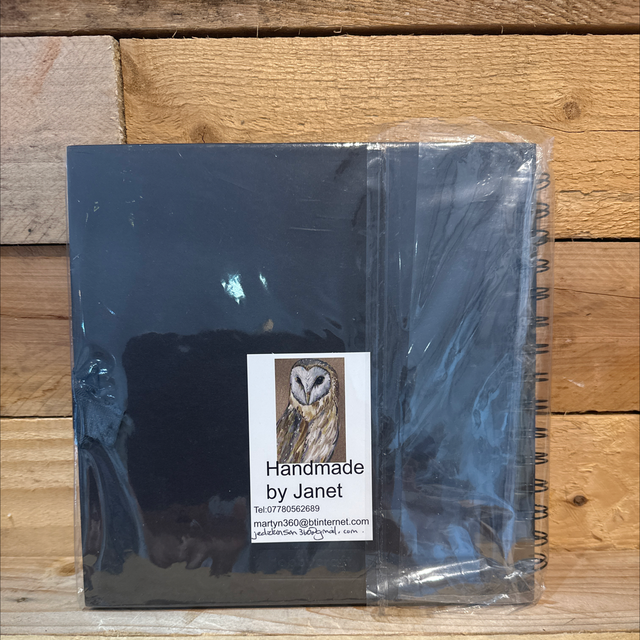 Handmade
by Janet
Tel:07780562689
martyn360@btinternet.com